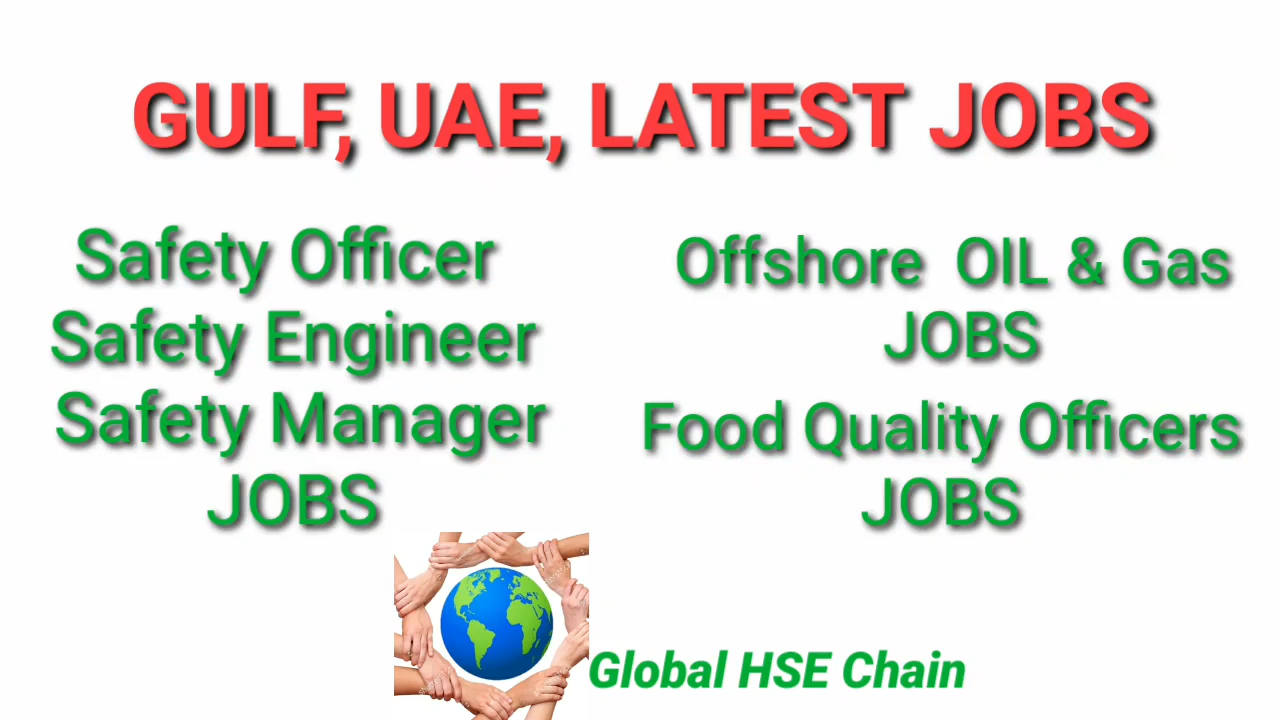 GULF, UAE, LATEST JOBS
Safety Officer
Safety Engineer
Safety Manager
JOBS
Offshore OIL & Gas
JOBS
Food Quality Officers
JOBS
Global HSE Chain